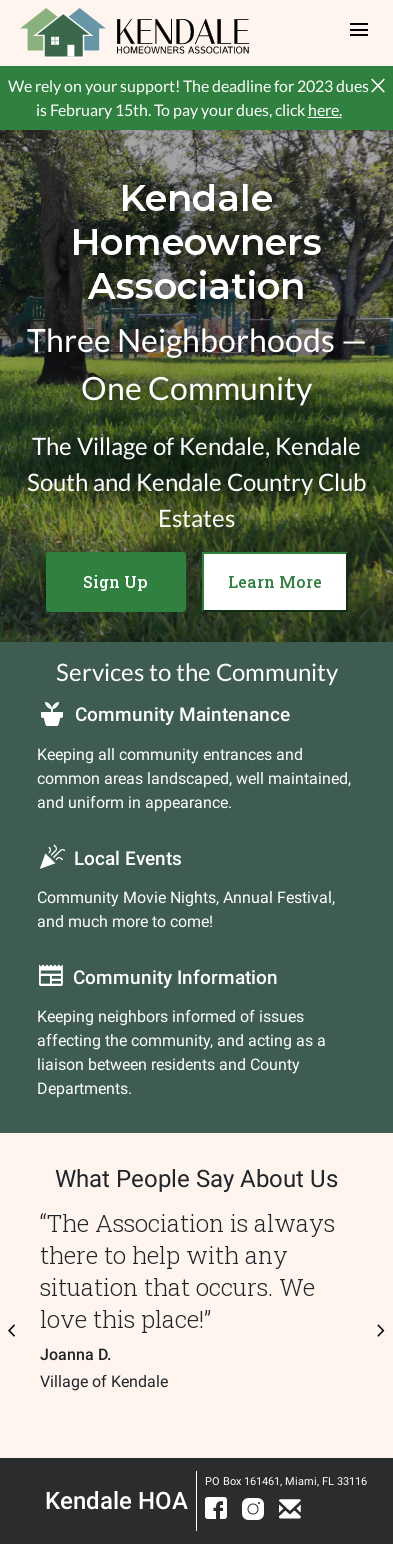 KENDALE
HOMEOWNERS ASSOCIATION
We rely on your support! The deadline for 2023 dues
is February 15th. To pay your dues, click here.
Kendale
Homeowners
Association
Three Neighborhoods —
One Community
The Village of Kendale, Kendale
South and Kendale Country Club
Estates
Sign Up
Learn More
Services to the Community
Community Maintenance
Keeping all community entrances and
common areas landscaped, well maintained,
and uniform in appearance.
Local Events
Community Movie Nights, Annual Festival,
and much more to come!
Community Information
Keeping neighbors informed of issues
affecting the community, and acting as a
liaison between residents and County
Departments.
What People Say About Us
“The Association is always
there to help with any
situation that occurs. We
love this place!”
Joanna D.
Village of Kendale
Kendale HOA
PO Box 161461, Miami, FL 33116